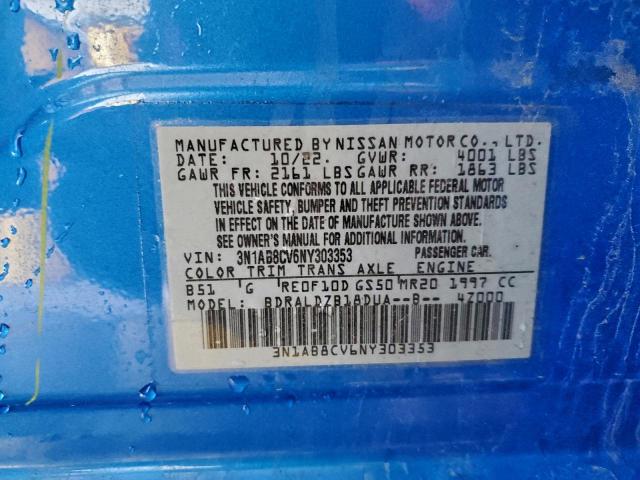 MANUFACTURED BY NISSAN MOTOR CO., LTD.
DATE: 10/22. GVWR: 4001 LBS
GAWR FR: 2161 LBS GAWR RR: 1863 LBS
THIS VEHICLE CONFORMS TO ALL APPLICABLE FEDERAL MOTOR
VEHICLE SAFETY, BUMPER AND THEFT PREVENTION STANDARDS
IN EFFECT ON THE DATE OF MANUFACTURE SHOWN ABOVE.
SEE OWNER'S MANUAL FOR ADDITIONAL INFORMATION.
VIN: 3N1AB8CV6NY303353 PASSENGER CAR.
COLOR TRIM TRANS AXLE ENGINE
B51 G RE0F10D GS50 MR20 1997 CC
MODEL: BDRALDZB18DUA--B-- 4Z000
3N1AB8CV6NY303353